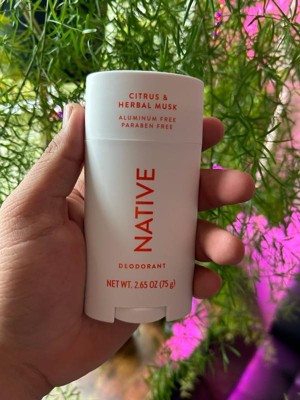 CITRUS &
HERBAL MUSK
ALUMINUM FREE
PARABEN FREE
NATIVE
DEODORANT
NET WT. 2.65 OZ (75 g)